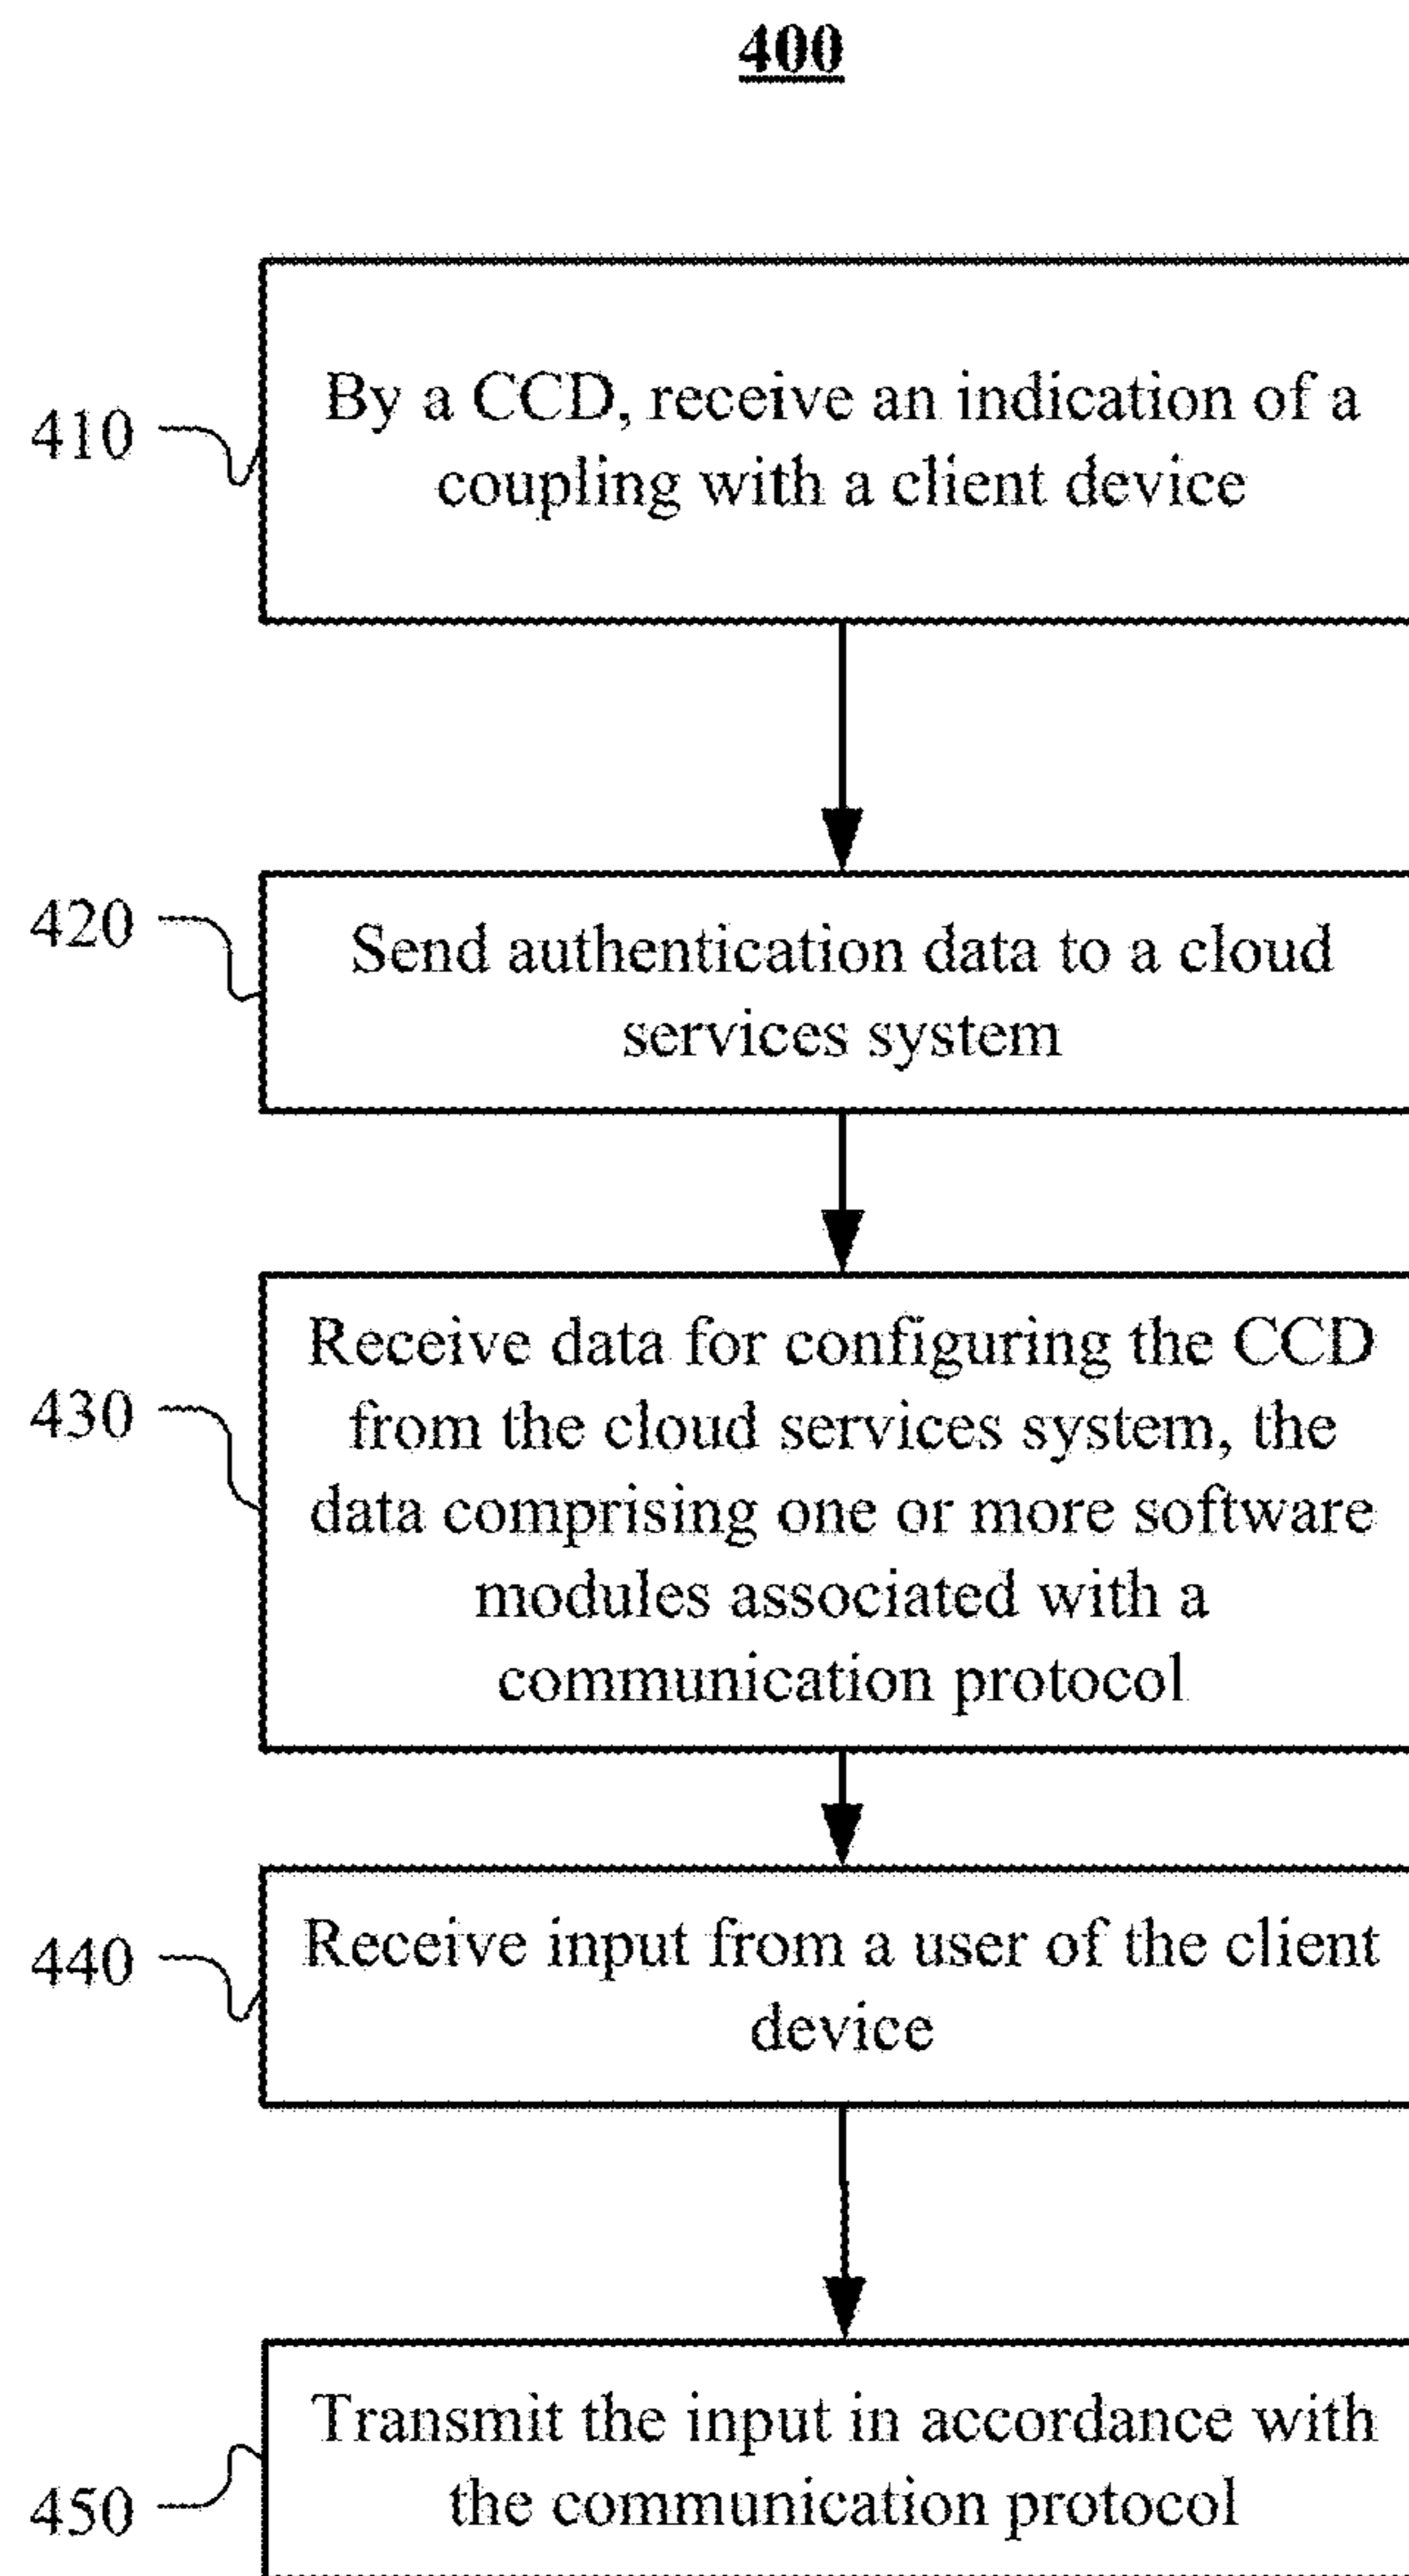 400
410
By a CCD, receive an indication of a
coupling with a client device
420
Send authentication data to a cloud
services system
430
Receive data for configuring the CCD
from the cloud services system, the
data comprising one or more software
modules associated with a
communication protocol
440
Receive input from a user of the client
device
450
Transmit the input in accordance with
the communication protocol